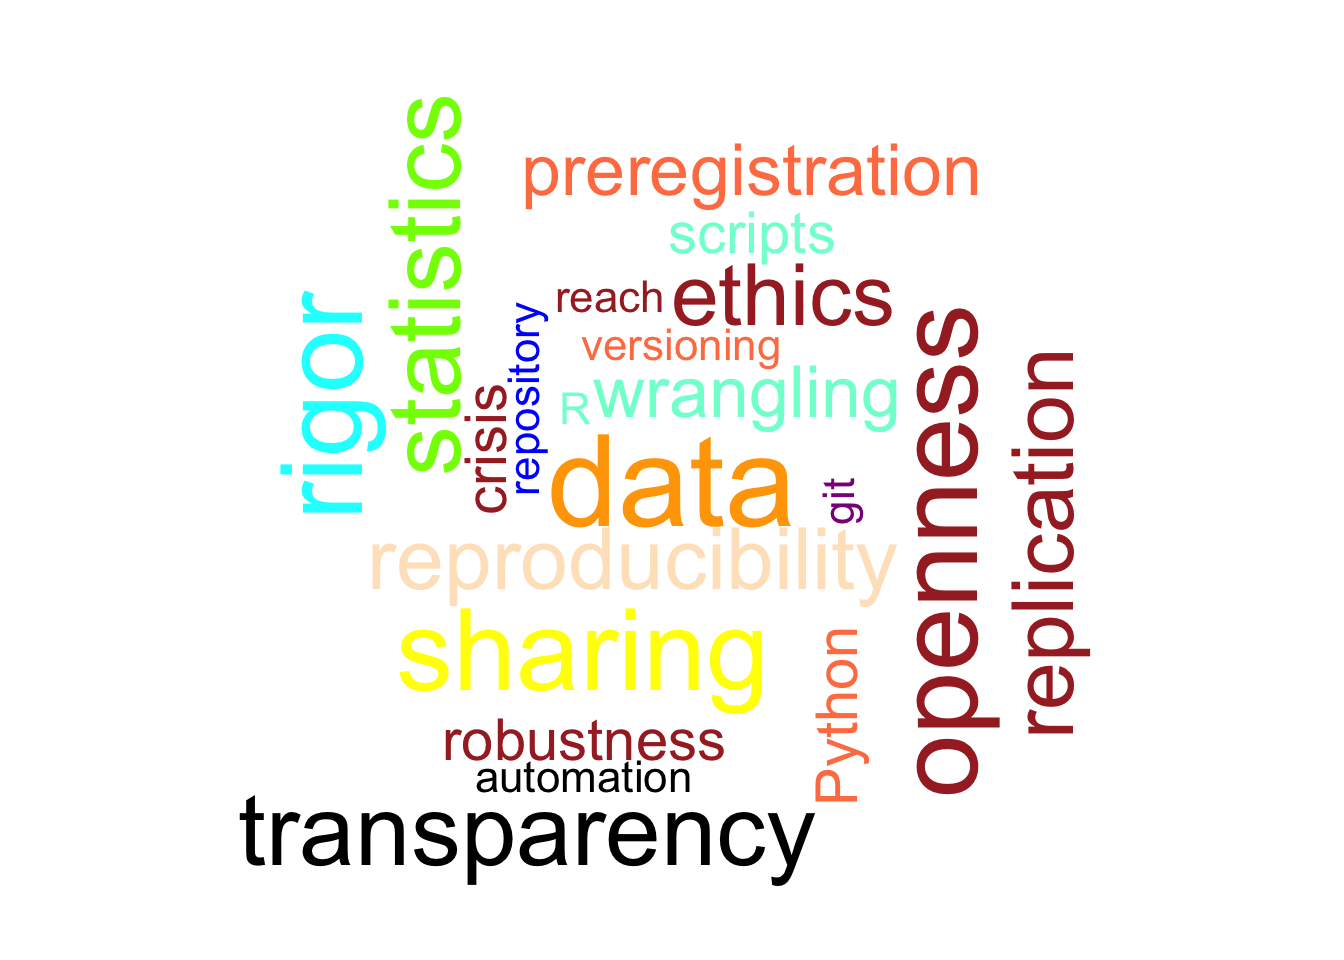 statistics
preregistration
scripts
reach
ethics
rigor
repository
versioning
crisis
R
wrangling
openness
replication
data
git
reproducibility
sharing
Python
robustness
automation
transparency